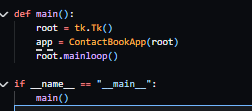 def main():
    root = tk.Tk()
    app = ContactBookApp(root)
    root.mainloop()
if __name__ == "__main__":
    main()